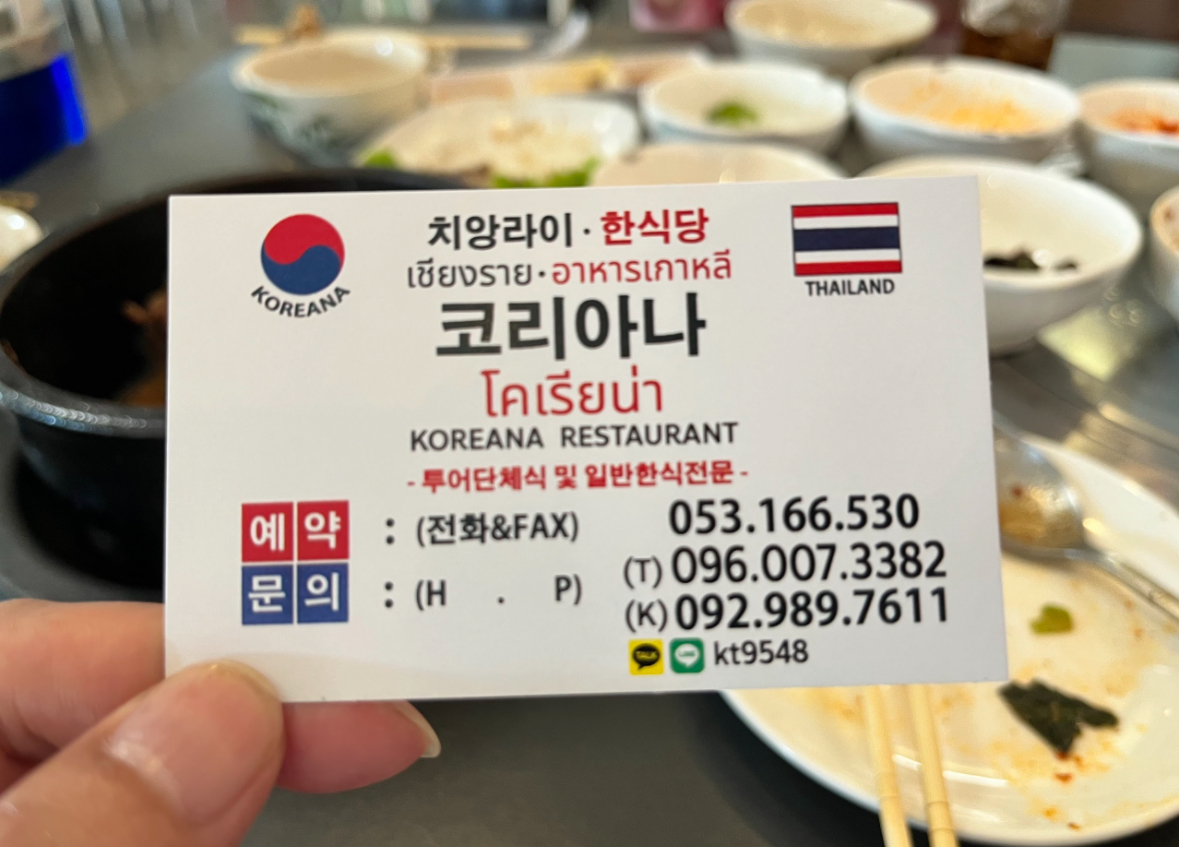 KOREANA
치앙라이·한식당
เชียงราย·อาหารเกาหลี
THAILAND
코리아나
โคเรียน่า
KOREANA RESTAURANT
- 투어단체식 및 일반한식전문 -
예약 : (전화&FAX) 053.166.530
문의 : (H . P) (T) 096.007.3382
(K) 092.989.7611
TALK LINE kt9548